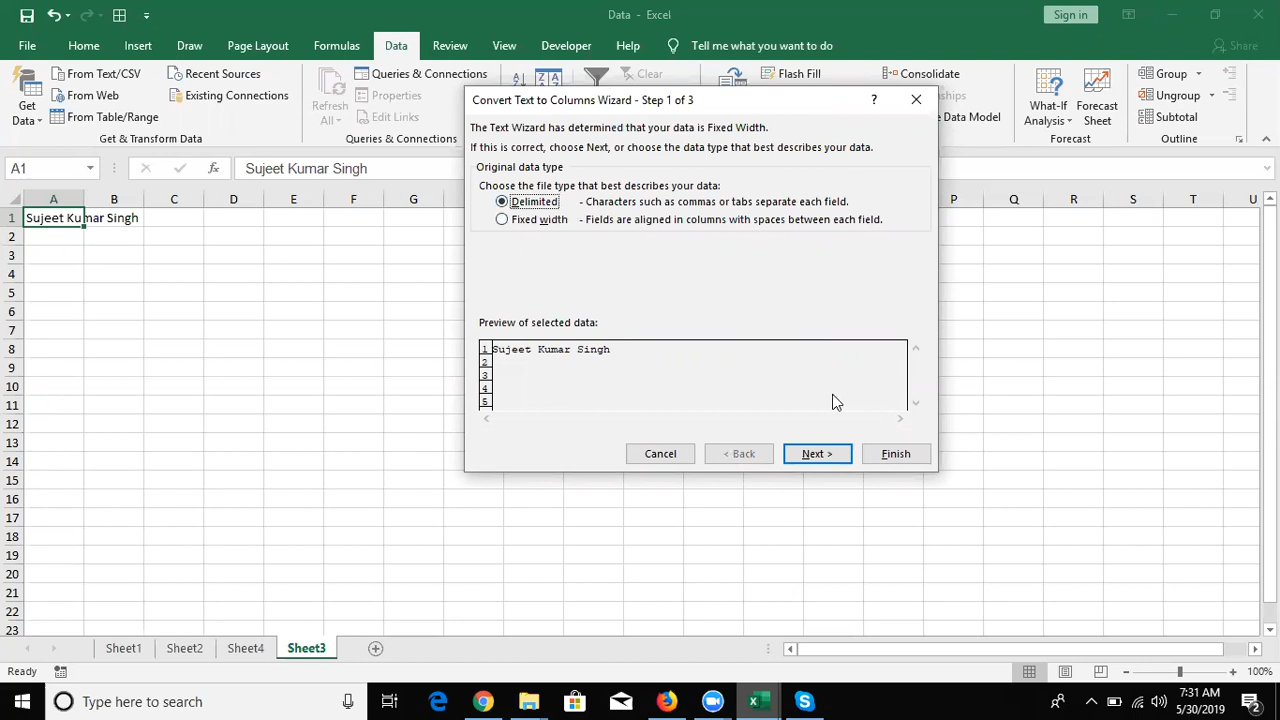 Data - Excel
Sign in
File Home Insert Draw Page Layout Formulas Data Review View Developer Help Tell me what you want to do Share
From Text/CSV Recent Sources Queries & Connections Clear Flash Fill Consolidate Group
Get Data From Web Existing Connections Refresh All Properties What-If Analysis Forecast Sheet Ungroup
From Table/Range Edit Links Data Model Subtotal
Get & Transform Data Queries & Connections Forecast
A1 fx Sujeet Kumar Singh
Convert Text to Columns Wizard - Step 1 of 3 ?
The Text Wizard has determined that your data is Fixed Width.
If this is correct, choose Next, or choose the data type that best describes your data.
Original data type
Choose the file type that best describes your data:
Delimited - Characters such as commas or tabs separate each field.
Fixed width - Fields are aligned in columns with spaces between each field.
Preview of selected data:
1 Sujeet Kumar Singh
2
3
4
5
Cancel < Back Next > Finish
A B C D E F G P Q R S T U
1 Sujeet Kumar Singh
2
3
4
5
6
7
8
9
10
11
12
13
14
15
16
17
18
19
20
21
22
23
Sheet1 Sheet2 Sheet4 Sheet3
Ready 100%
Type here to search
7:31 AM
5/30/2019
2